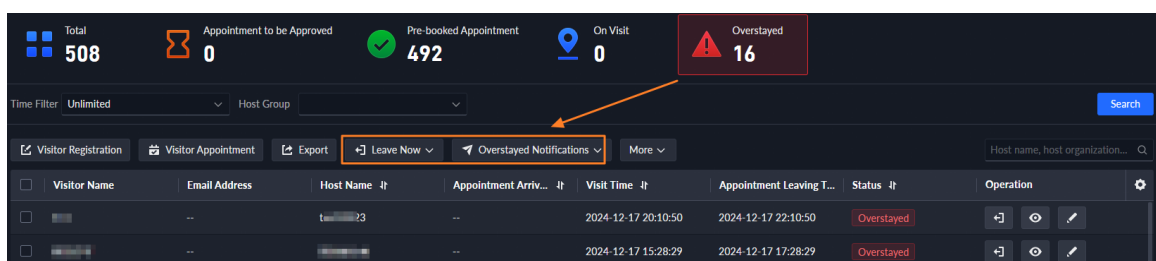 Total Appointment to be Approved Pre-booked Appointment On Visit Overstayed
508 0 492 0 16
Time Filter Unlimited Host Group Search
Visitor Registration Visitor Appointment Export Leave Now Overstayed Notifications More Host name, host organization...
Visitor Name Email Address Host Name Appointment Arriv... Visit Time Appointment Leaving T... Status Operation
-- -- 2024-12-17 20:10:50 2024-12-17 22:10:50 Overstayed
-- -- 2024-12-17 15:28:29 2024-12-17 17:28:29 Overstayed